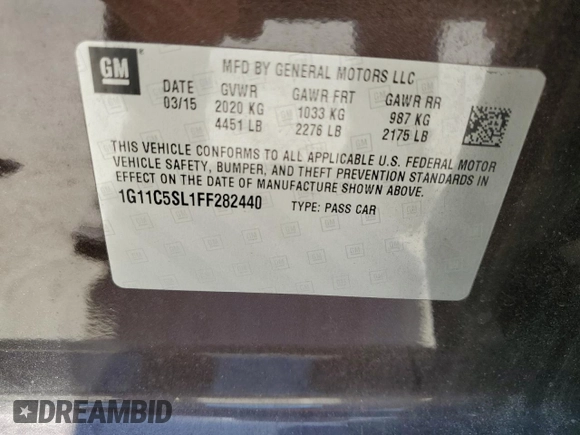 GM
MFD BY GENERAL MOTORS LLC
DATE GVWR GAWR FRT GAWR RR
03/15 2020 KG 1033 KG 987 KG
4451 LB 2276 LB 2175 LB
THIS VEHICLE CONFORMS TO ALL APPLICABLE U.S. FEDERAL MOTOR
VEHICLE SAFETY, BUMPER, AND THEFT PREVENTION STANDARDS IN
EFFECT ON THE DATE OF MANUFACTURE SHOWN ABOVE.
1G11C5SL1FF282440 TYPE: PASS CAR
DREAMBID